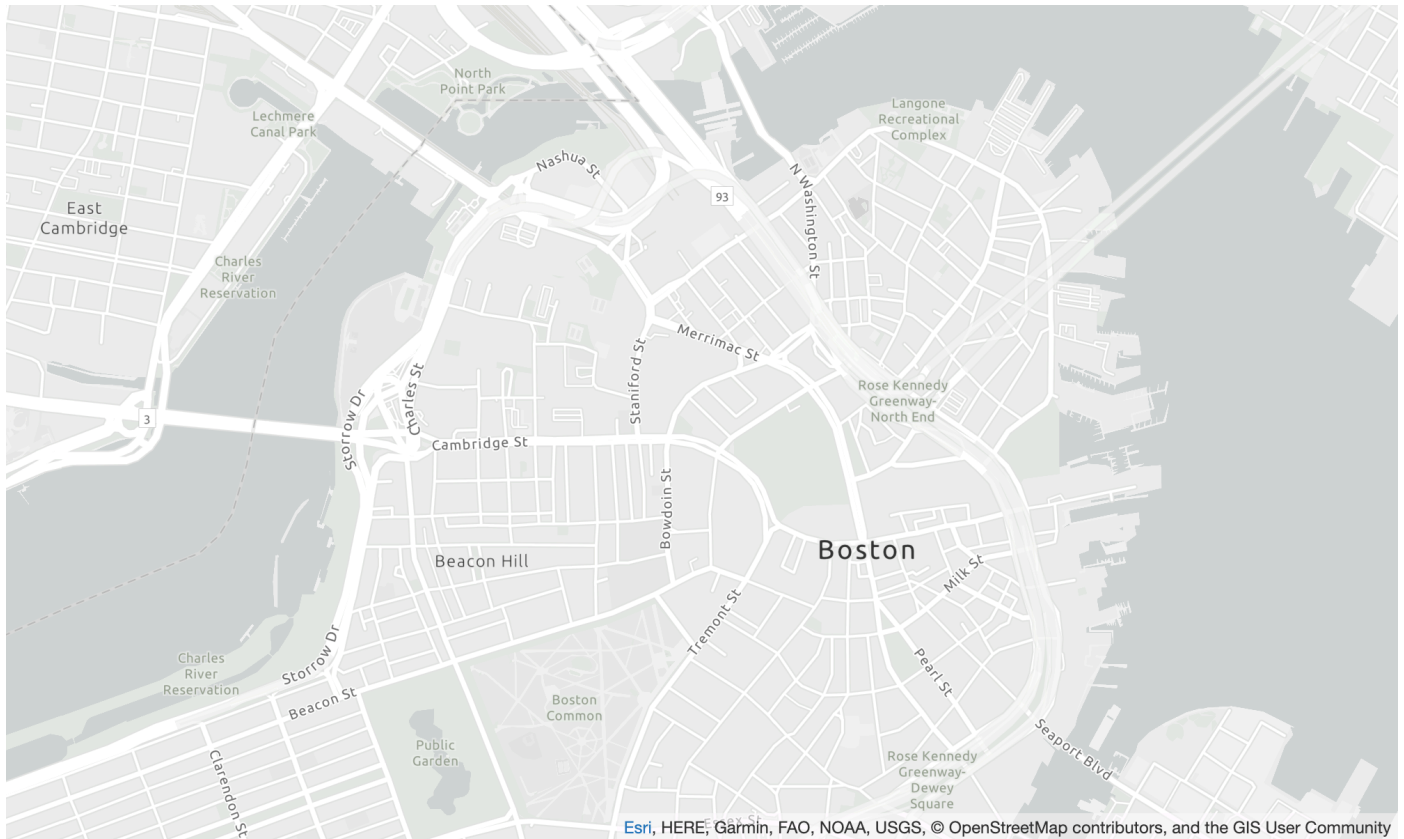 North
Point Park
Lechmere
Canal Park
Langone
Recreational
Complex
Nashua St
93
N Washington St
East
Cambridge
Charles
River
Reservation
Merrimac St
Staniford St
Charles St
Storrow Dr
Rose Kennedy
Greenway-
North End
3
Cambridge St
Bowdoin St
Boston
Beacon Hill
Milk St
Tremont St
Storrow Dr
Charles
River
Reservation
Pearl St
Beacon St
Boston
Common
Public
Garden
Seaport Blvd
Clarendon St
Rose Kennedy
Greenway-
Dewey
Square
Essex St
Esri, HERE, Garmin, FAO, NOAA, USGS, © OpenStreetMap contributors, and the GIS User Community